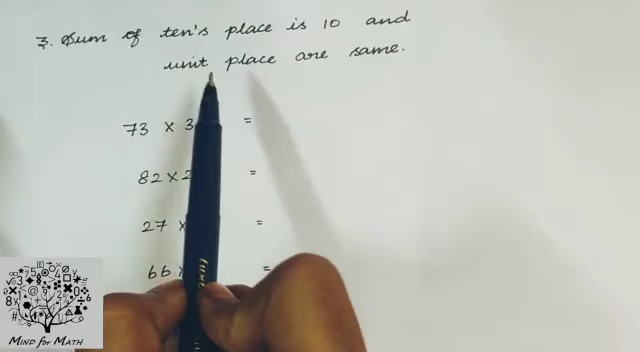 3. Sum of ten's place is 10 and
unit place are same.
73 × 3 =
82 × 2 =
27 × =
66 =
MIND for MATH